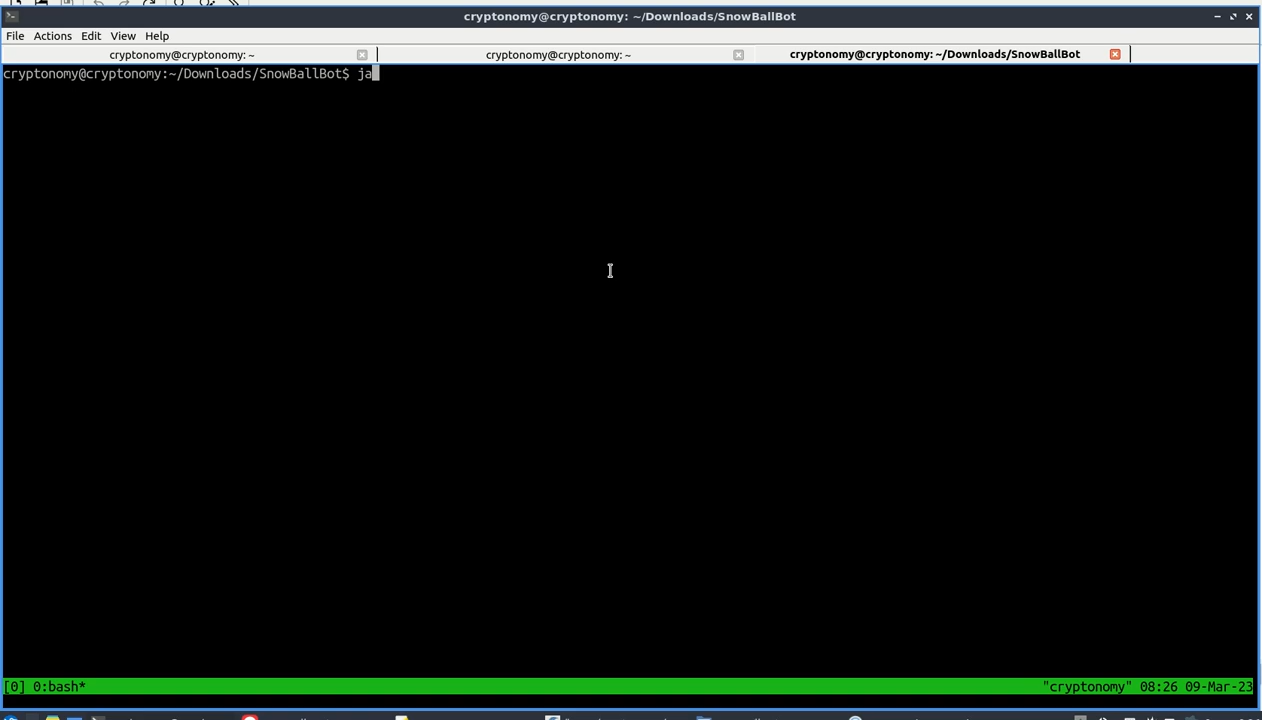 cryptonomy@cryptonomy: ~/Downloads/SnowBallBot
File Actions Edit View Help
cryptonomy@cryptonomy: ~
cryptonomy@cryptonomy: ~
cryptonomy@cryptonomy: ~/Downloads/SnowBallBot
cryptonomy@cryptonomy:~/Downloads/SnowBallBot$ ja
[0] 0:bash* "cryptonomy" 08:26 09-Mar-23